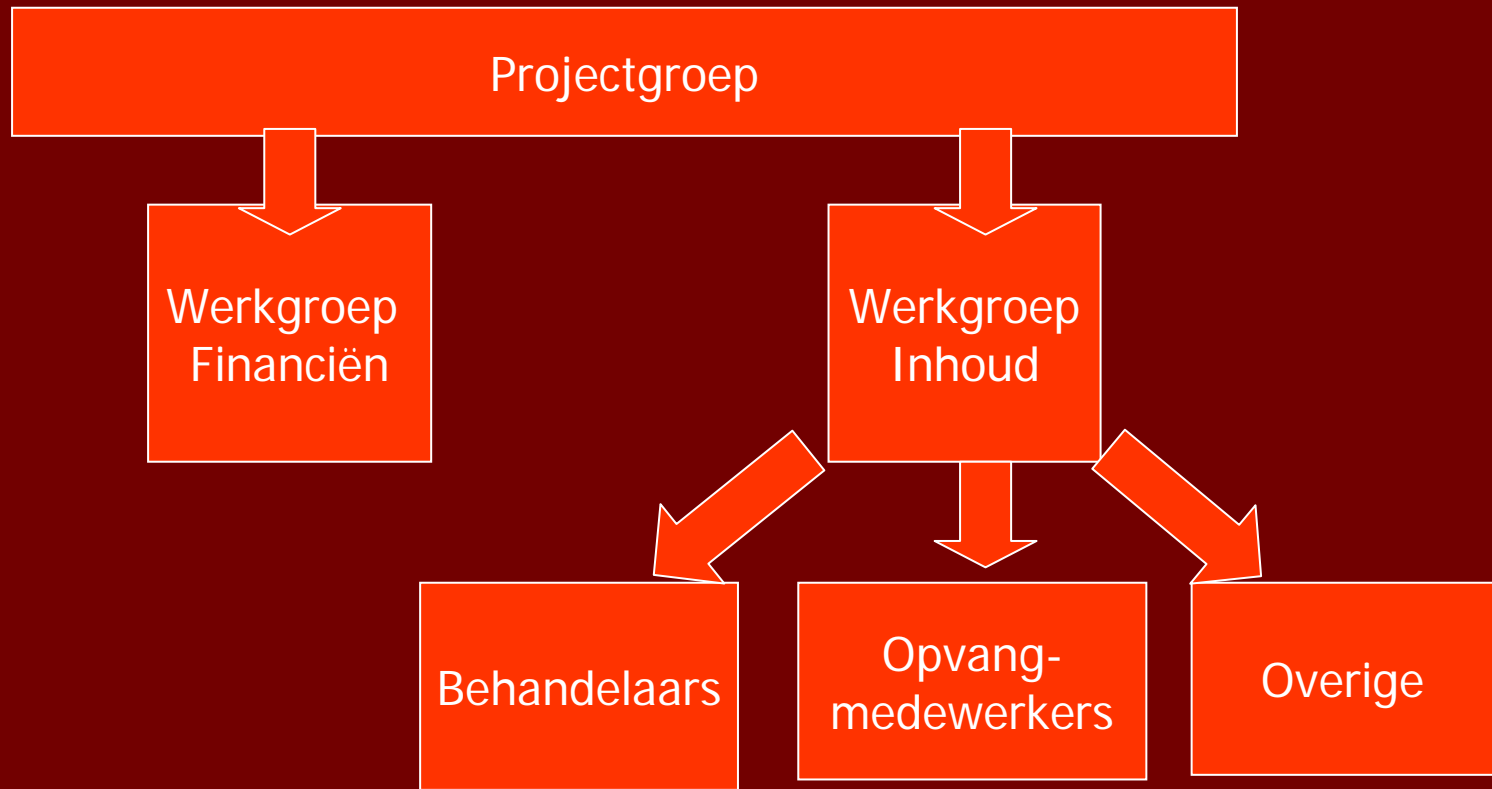 Projectgroep
Werkgroep
Financiën
Werkgroep
Inhoud
Behandelaars
Opvang-
medewerkers
Overige